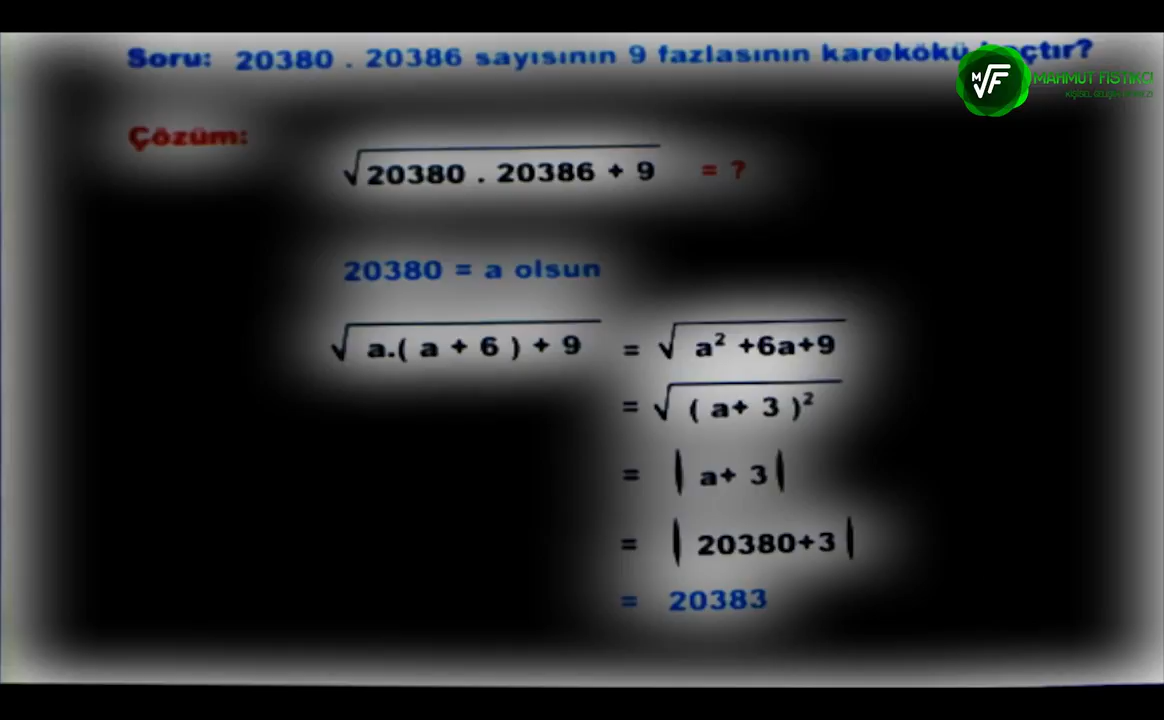 Soru: 20380 . 20386 sayısının 9 fazlasının karekökü kaçtır?
MAHMUT FISTIKÇI
Çözüm:
√20380 . 20386 + 9 = ?
20380 = a olsun
√a.( a + 6 ) + 9 = √a² +6a+9
= √( a+ 3 )²
= | a+ 3 |
= | 20380+3 |
= 20383